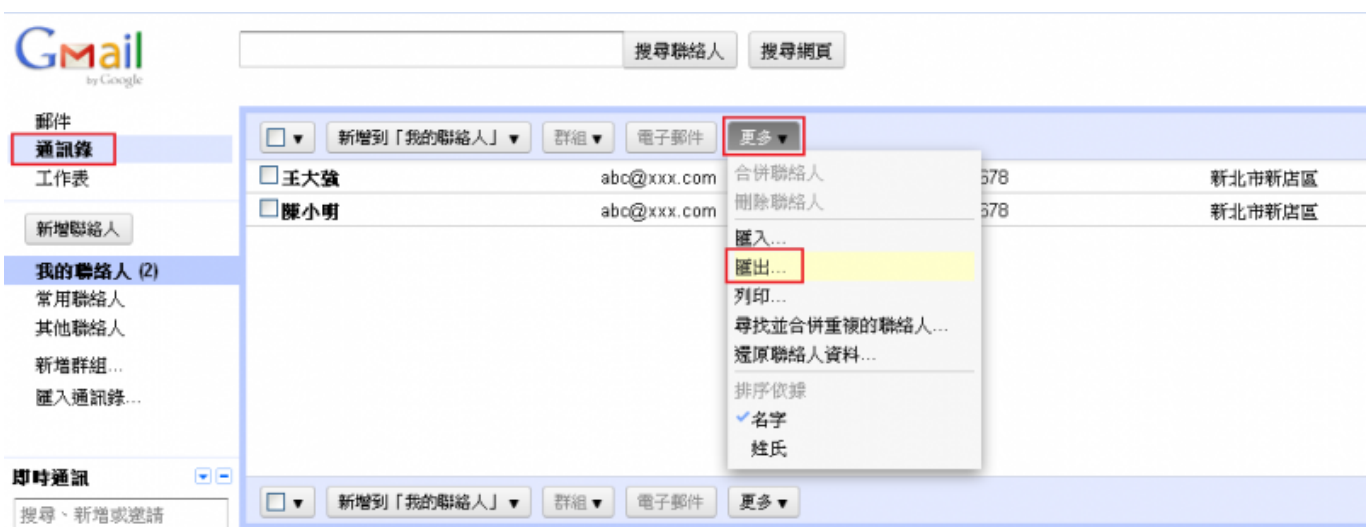 Gmail
by Google
搜尋聯絡人
搜尋網頁
郵件
通訊錄
工作表
新增聯絡人
我的聯絡人 (2)
常用聯絡人
其他聯絡人
新增群組...
匯入通訊錄...
即時通訊
搜尋、新增或邀請
新增到「我的聯絡人」
群組
電子郵件
更多
王大強 abc@xxx.com 678 新北市新店區
陳小明 abc@xxx.com 678 新北市新店區
合併聯絡人
刪除聯絡人
匯入...
匯出...
列印...
尋找並合併重複的聯絡人...
還原聯絡人資料...
排序依據
名字
姓氏
新增到「我的聯絡人」
群組
電子郵件
更多